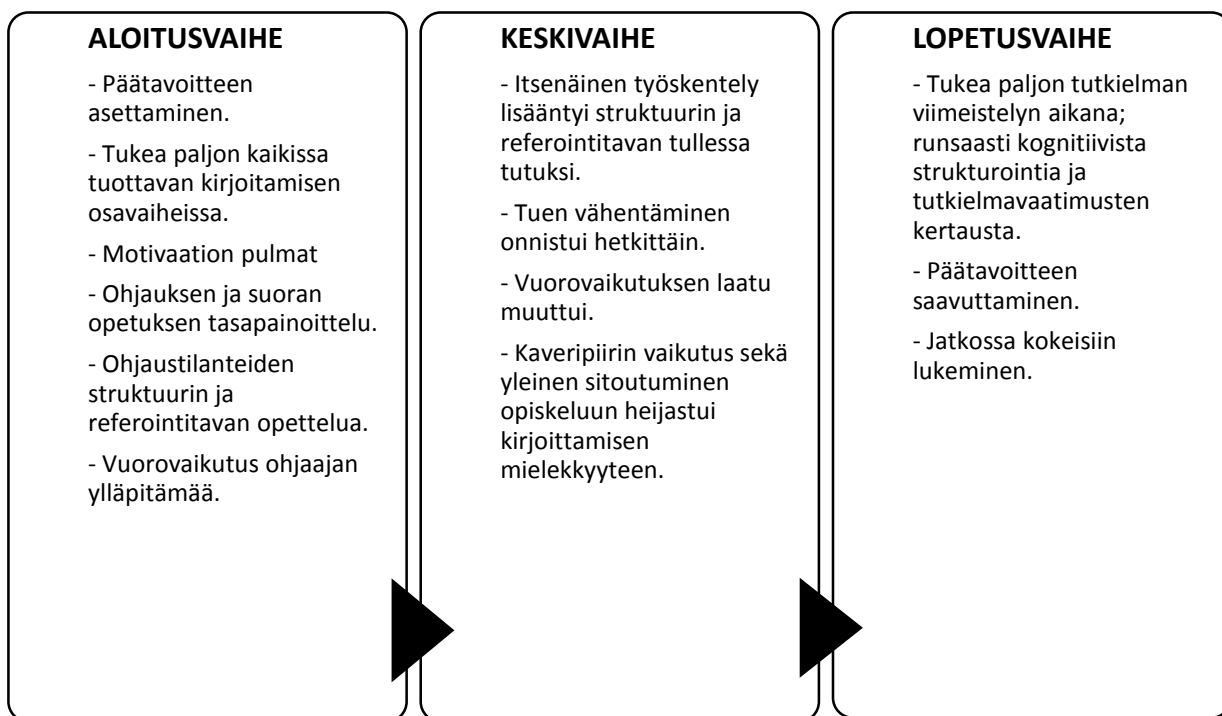 ALOITUSVAIHE
- Päätavoitteen
asettaminen.
- Tukea paljon kaikissa
tuottavan kirjoitamisen
osavaiheissa.
- Motivaation pulmat
- Ohjauksen ja suoran
opetuksen tasapainoittelu.
- Ohjaustilanteiden
struktuurin ja
referointitavan opettelua.
- Vuorovaikutus ohjaajan
ylläpitämää.
KESKIVAIHE
- Itsenäinen työskentely
lisääntyi struktuurin ja
referointitavan tullessa
tutuksi.
- Tuen vähentäminen
onnistui hetkittäin.
- Vuorovaikutuksen laatu
muuttui.
- Kaveripiirin vaikutus sekä
yleinen sitoutuminen
opiskeluun heijastui
kirjoittamisen
mielekkyyteen.
LOPETUSVAIHE
- Tukea paljon tutkielman
viimeistelyn aikana;
runsaasti kognitiivista
strukturointia ja
tutkielmavaatimusten
kertausta.
- Päätavoitteen
saavuttaminen.
- Jatkossa kokeisiin
lukeminen.